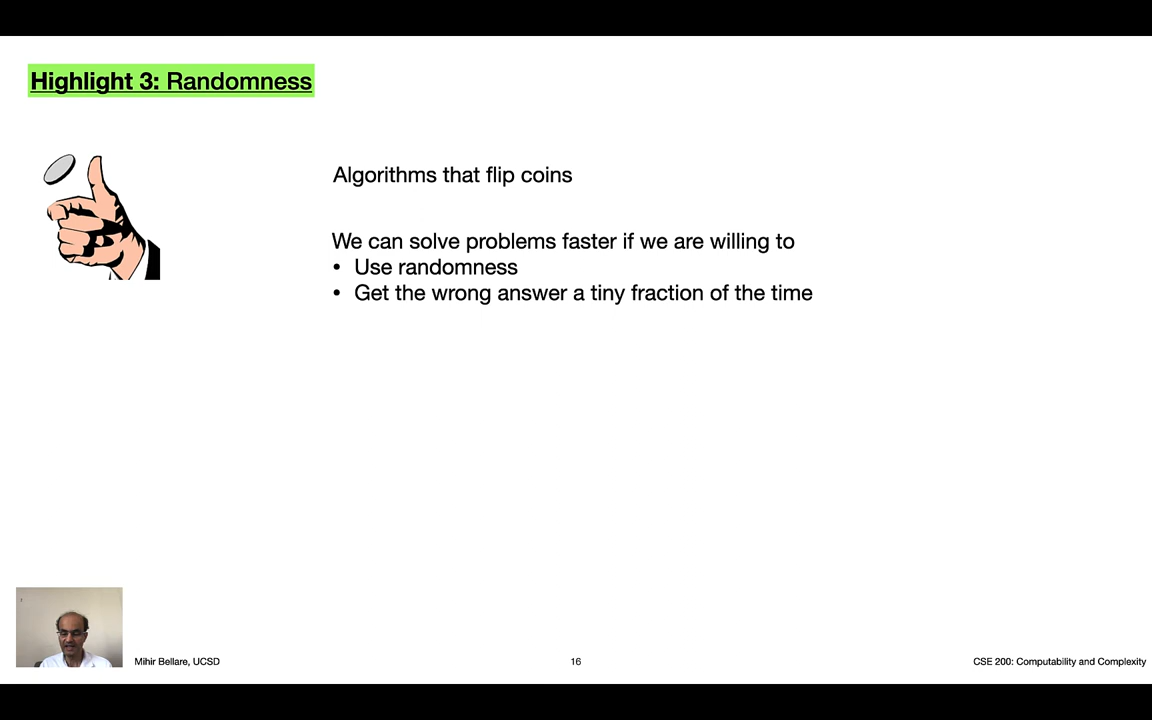 Highlight 3: Randomness
Algorithms that flip coins
We can solve problems faster if we are willing to
• Use randomness
• Get the wrong answer a tiny fraction of the time
Mihir Bellare, UCSD
16
CSE 200: Computability and Complexity